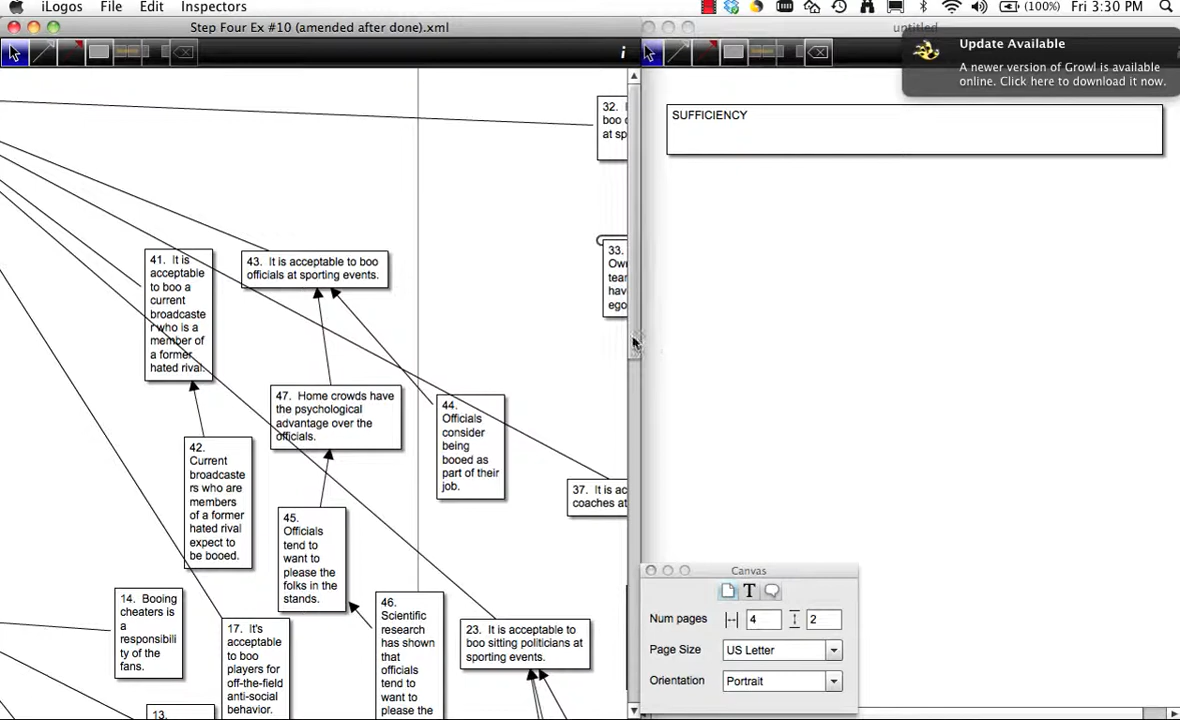 iLogos File Edit Inspectors
(100%) Fri 3:30 PM
Step Four Ex #10 (amended after done).xml
untitled
Update Available
A newer version of Growl is available
online. Click here to download it now.
SUFFICIENCY
32.
boo
at sp
41. It is
acceptable
to boo a
current
broadcaste
r who is a
member of
a former
hated rival.
43. It is acceptable to boo
officials at sporting events.
33.
Own
tear
hav
ego
47. Home crowds have
the psychological
advantage over the
officials.
44.
Officials
consider
being
booed as
part of their
job.
42.
Current
broadcaste
rs who are
members
of a former
hated rival
expect to
be booed.
37. It is ac
coaches at
45.
Officials
tend to
want to
please the
folks in the
stands.
14. Booing
cheaters is
a
responsibili
ty of the
fans.
46.
Scientific
research
has shown
that
officials
tend to
want to
please the
17. It's
acceptable
to boo
players for
off-the-field
anti-social
behavior.
23. It is acceptable to
boo sitting politicians at
sporting events.
13.
Canvas
Num pages 4 2
Page Size US Letter
Orientation Portrait